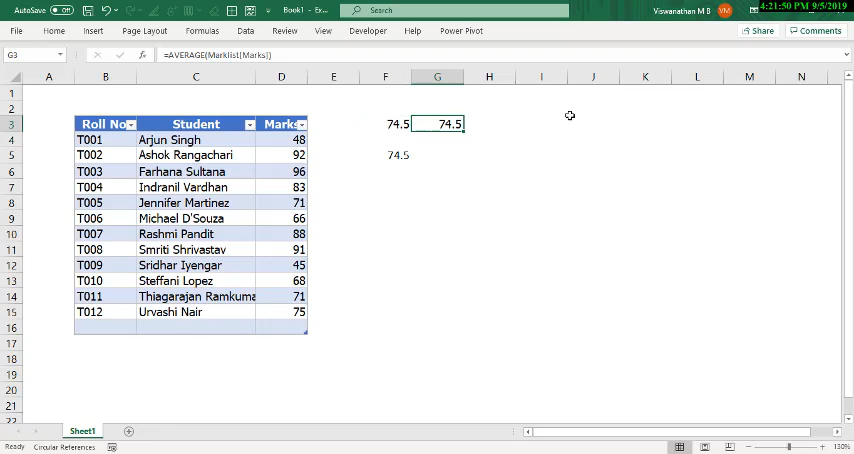 AutoSave Off Book1 - Ex... Search Viswanathan M B VM 4:21:50 PM 9/5/2019
File Home Insert Page Layout Formulas Data Review View Developer Help Power Pivot Share Comments
G3 fx =AVERAGE(Marklist[Marks])
A B C D E F G H I J K L M N
1
2
3 Roll No Student Marks 74.5 74.5
4 T001 Arjun Singh 48
5 T002 Ashok Rangachari 92 74.5
6 T003 Farhana Sultana 96
7 T004 Indranil Vardhan 83
8 T005 Jennifer Martinez 71
9 T006 Michael D'Souza 66
10 T007 Rashmi Pandit 88
11 T008 Smriti Shrivastav 91
12 T009 Sridhar Iyengar 45
13 T010 Steffani Lopez 68
14 T011 Thiagarajan Ramkuma 71
15 T012 Urvashi Nair 75
16
17
18
19
20
21
22
Sheet1
Ready Circular References 130%